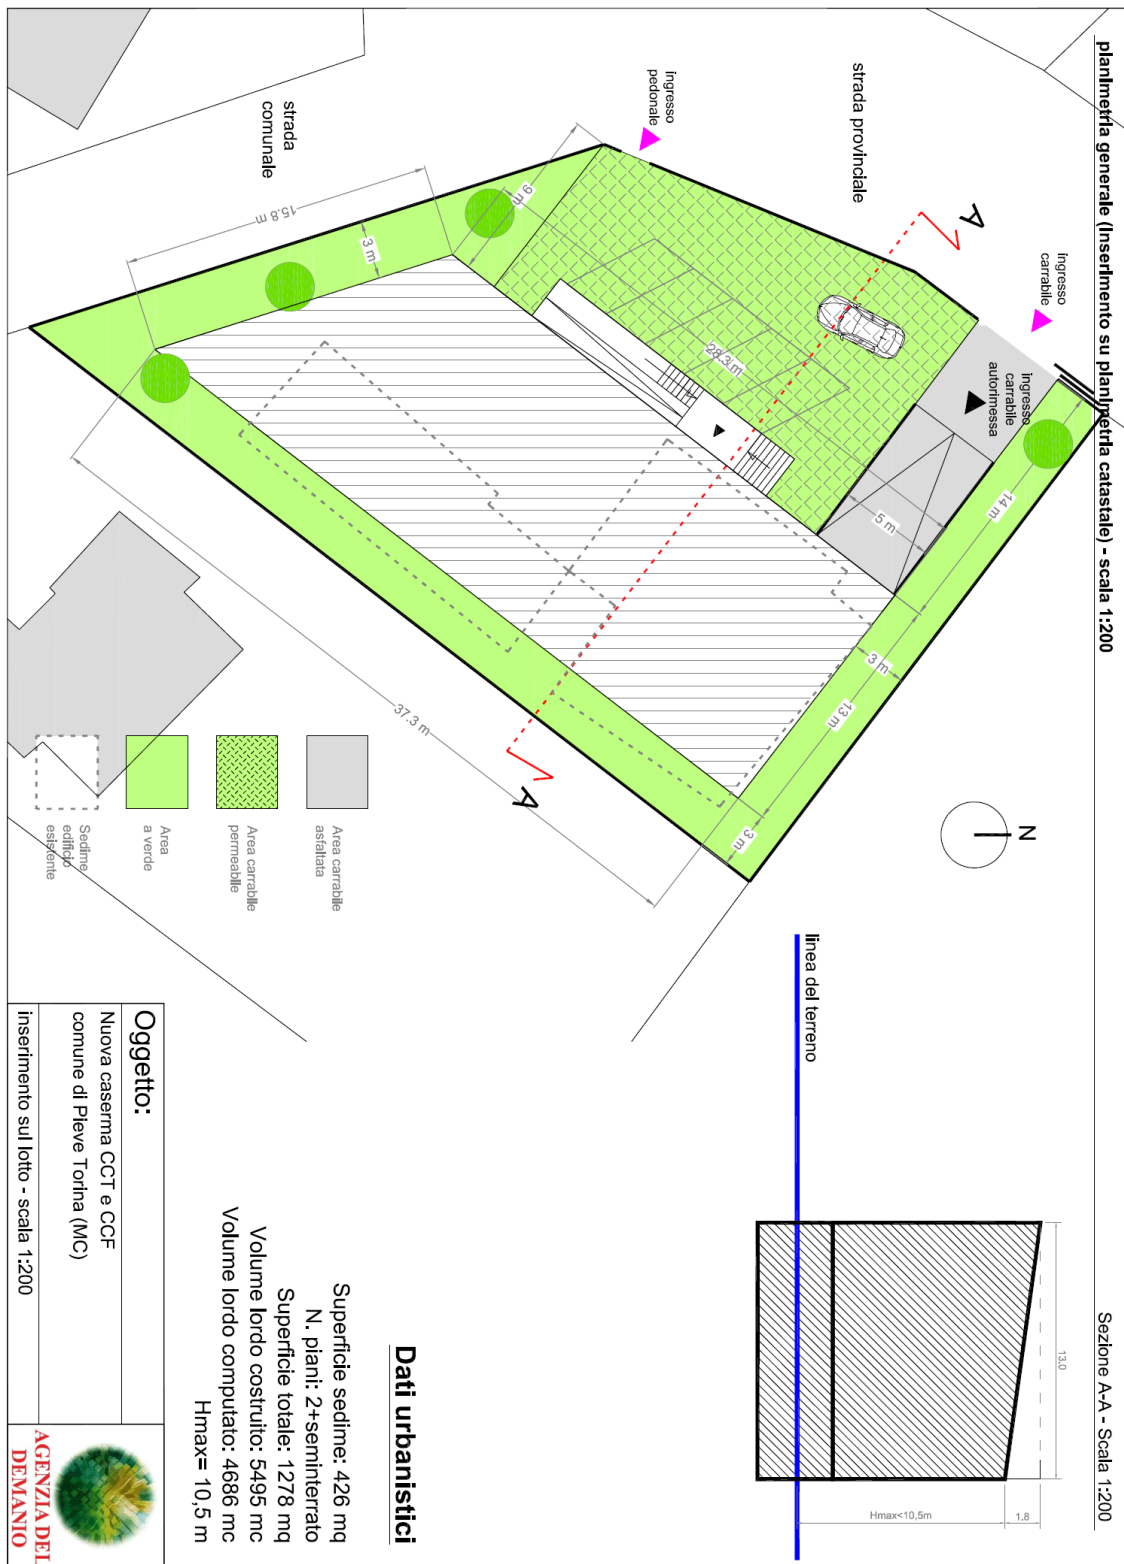 planimetria generale (Inserimento su planimetria catastale) - scala 1:200
Sezione A-A - Scala 1:200
strada
comunale
ingresso
pedonale
strada provinciale
ingresso
carrabile
ingresso
carrabile
autorimessa
A
A
N
15.8 m
3 m
9 m
28.3 m
5 m
14 m
3 m
13 m
3 m
37.3 m
Area carrabile
asfaltata
Area carrabile
permeabile
Area
a verde
Sedime
edificio
esistente
linea del terreno
13.0
Hmax<10,5m
1.8
Dati urbanistici
Superficie sedime: 426 mq
N. piani: 2+seminterrato
Superficie totale: 1278 mq
Volume lordo costruito: 5495 mc
Volume lordo computato: 4686 mc
Hmax= 10,5 m
Oggetto:
Nuova caserma CCT e CCF
comune di Pieve Torina (MC)
inserimento sul lotto - scala 1:200
AGENZIA DEL
DEMANIO